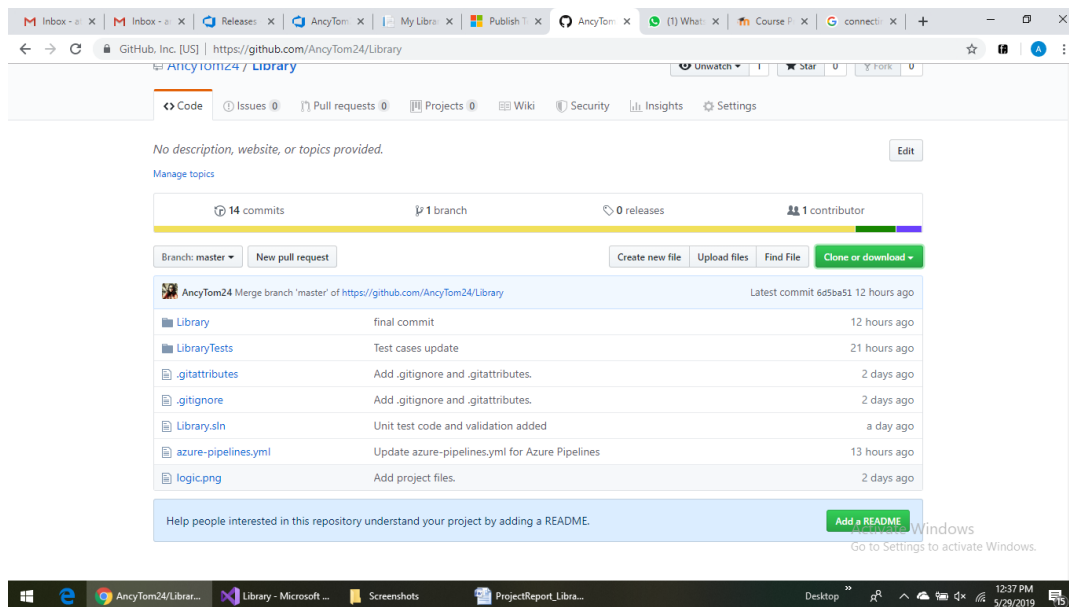 Inbox - a
Inbox - a
Releases
AncyTom
My Librar
Publish T
AncyTom
(1) What
Course P
connecti
GitHub, Inc. [US] | https://github.com/AncyTom24/Library
AncyTom24 / Library
Unwatch 1
Star 0
Fork 0
Code
Issues 0
Pull requests 0
Projects 0
Wiki
Security
Insights
Settings
No description, website, or topics provided.
Edit
Manage topics
14 commits
1 branch
0 releases
1 contributor
Branch: master
New pull request
Create new file
Upload files
Find File
Clone or download
AncyTom24 Merge branch 'master' of https://github.com/AncyTom24/Library
Latest commit 6d5ba51 12 hours ago
Library final commit 12 hours ago
LibraryTests Test cases update 21 hours ago
.gitattributes Add .gitignore and .gitattributes. 2 days ago
.gitignore Add .gitignore and .gitattributes. 2 days ago
Library.sln Unit test code and validation added a day ago
azure-pipelines.yml Update azure-pipelines.yml for Azure Pipelines 13 hours ago
logic.png Add project files. 2 days ago
Help people interested in this repository understand your project by adding a README.
Add a README
Activate Windows
Go to Settings to activate Windows.
AncyTom24/Librar...
Library - Microsoft ...
Screenshots
ProjectReport_Libra...
Desktop
12:37 PM
5/29/2019
15